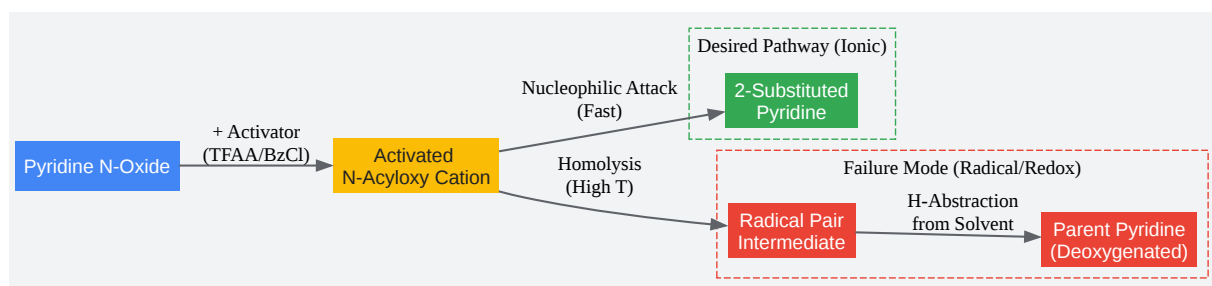 Pyridine N-Oxide
+ Activator
(TFAA/BzCl)
Activated
N-Acyloxy Cation
Nucleophilic Attack
(Fast)
Desired Pathway (Ionic)
2-Substituted
Pyridine
Homolysis
(High T)
Failure Mode (Radical/Redox)
Radical Pair
Intermediate
H-Abstraction
from Solvent
Parent Pyridine
(Deoxygenated)